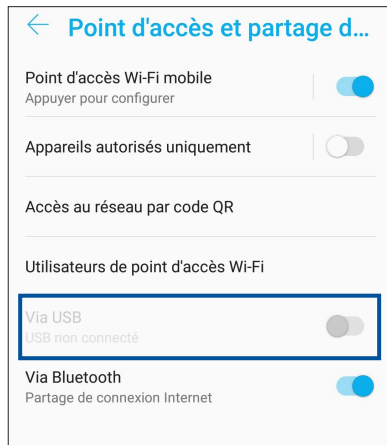 Point d'accès et partage d...
Point d'accès Wi-Fi mobile
Appuyer pour configurer
Appareils autorisés uniquement
Accès au réseau par code QR
Utilisateurs de point d'accès Wi-Fi
Via USB
USB non connecté
Via Bluetooth
Partage de connexion Internet